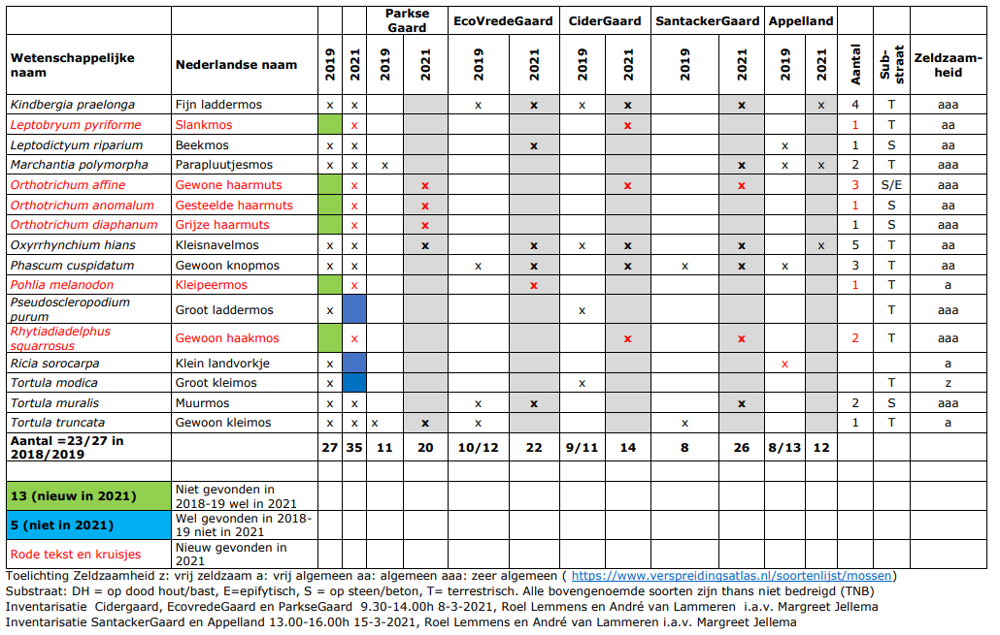 Parkse Gaard EcoVredeGaard CiderGaard SantackerGaard Appelland
Wetenschappelijke naam Nederlandse naam 2019 2021 2019 2021 2019 2021 2019 2021 2019 2021 2019 2021 Aantal Sub-straat Zeldzaam-heid
Kindbergia praelonga Fijn laddermos x x x x x x x x 4 T aaa
Leptobryum pyriforme Slankmos x x 1 T aa
Leptodictyum riparium Beekmos x x x x 1 S aa
Marchantia polymorpha Parapluutjesmos x x x x x x 2 T aaa
Orthotrichum affine Gewone haarmuts x x x x 3 S/E aaa
Orthotrichum anomalum Gesteelde haarmuts x x 1 S aa
Orthotrichum diaphanum Grijze haarmuts x x 1 S aaa
Oxyrrhynchium hians Kleisnavelmos x x x x x x x x 5 T aa
Phascum cuspidatum Gewoon knopmos x x x x x x x x 3 T aa
Pohlia melanodon Kleipeermos x x 1 T a
Pseudoscleropodium purum Groot laddermos x x T aaa
Rhytiadiadelphus squarrosus Gewoon haakmos x x x 2 T aaa
Ricia sorocarpa Klein landvorkje x x a
Tortula modica Groot kleimos x x T z
Tortula muralis Muurmos x x x x x 2 S aaa
Tortula truncata Gewoon kleimos x x x x x x 1 T a
Aantal =23/27 in 2018/2019 27 35 11 20 10/12 22 9/11 14 8 26 8/13 12
13 (nieuw in 2021) Niet gevonden in 2018-19 wel in 2021
5 (niet in 2021) Wel gevonden in 2018-19 niet in 2021
Rode tekst en kruisjes Nieuw gevonden in 2021
Toelichting Zeldzaamheid z: vrij zeldzaam a: vrij algemeen aa: algemeen aaa: zeer algemeen ( https://www.verspreidingsatlas.nl/soortenlijst/mossen)
Substraat: DH = op dood hout/bast, E=epifytisch, S = op steen/beton, T= terrestrisch. Alle bovengenoemde soorten zijn thans niet bedreigd (TNB)
Inventarisatie Cidergaard, EcovredeGaard en ParkseGaard 9.30-14.00h 8-3-2021, Roel Lemmens en André van Lammeren i.a.v. Margreet Jellema
Inventarisatie SantackerGaard en Appelland 13.00-16.00h 15-3-2021, Roel Lemmens en André van Lammeren i.a.v. Margreet Jellema